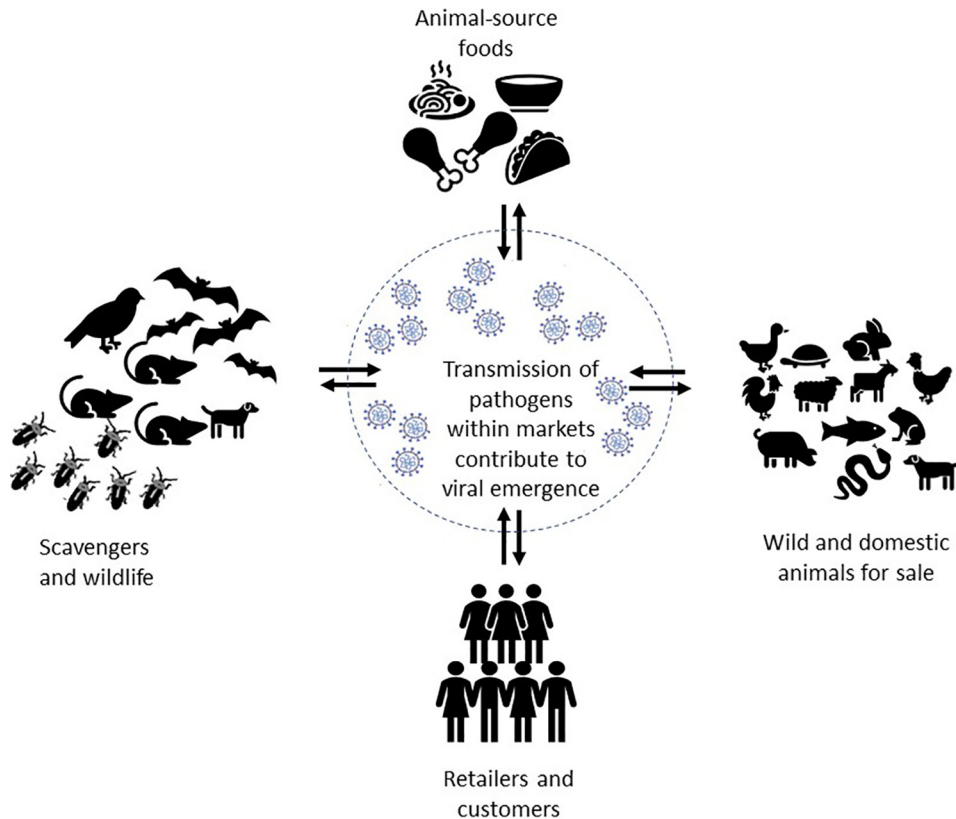 Animal-source
foods
Transmission of
pathogens
within markets
contribute to
viral emergence
Scavengers
and wildlife
Wild and domestic
animals for sale
Retailers and
customers